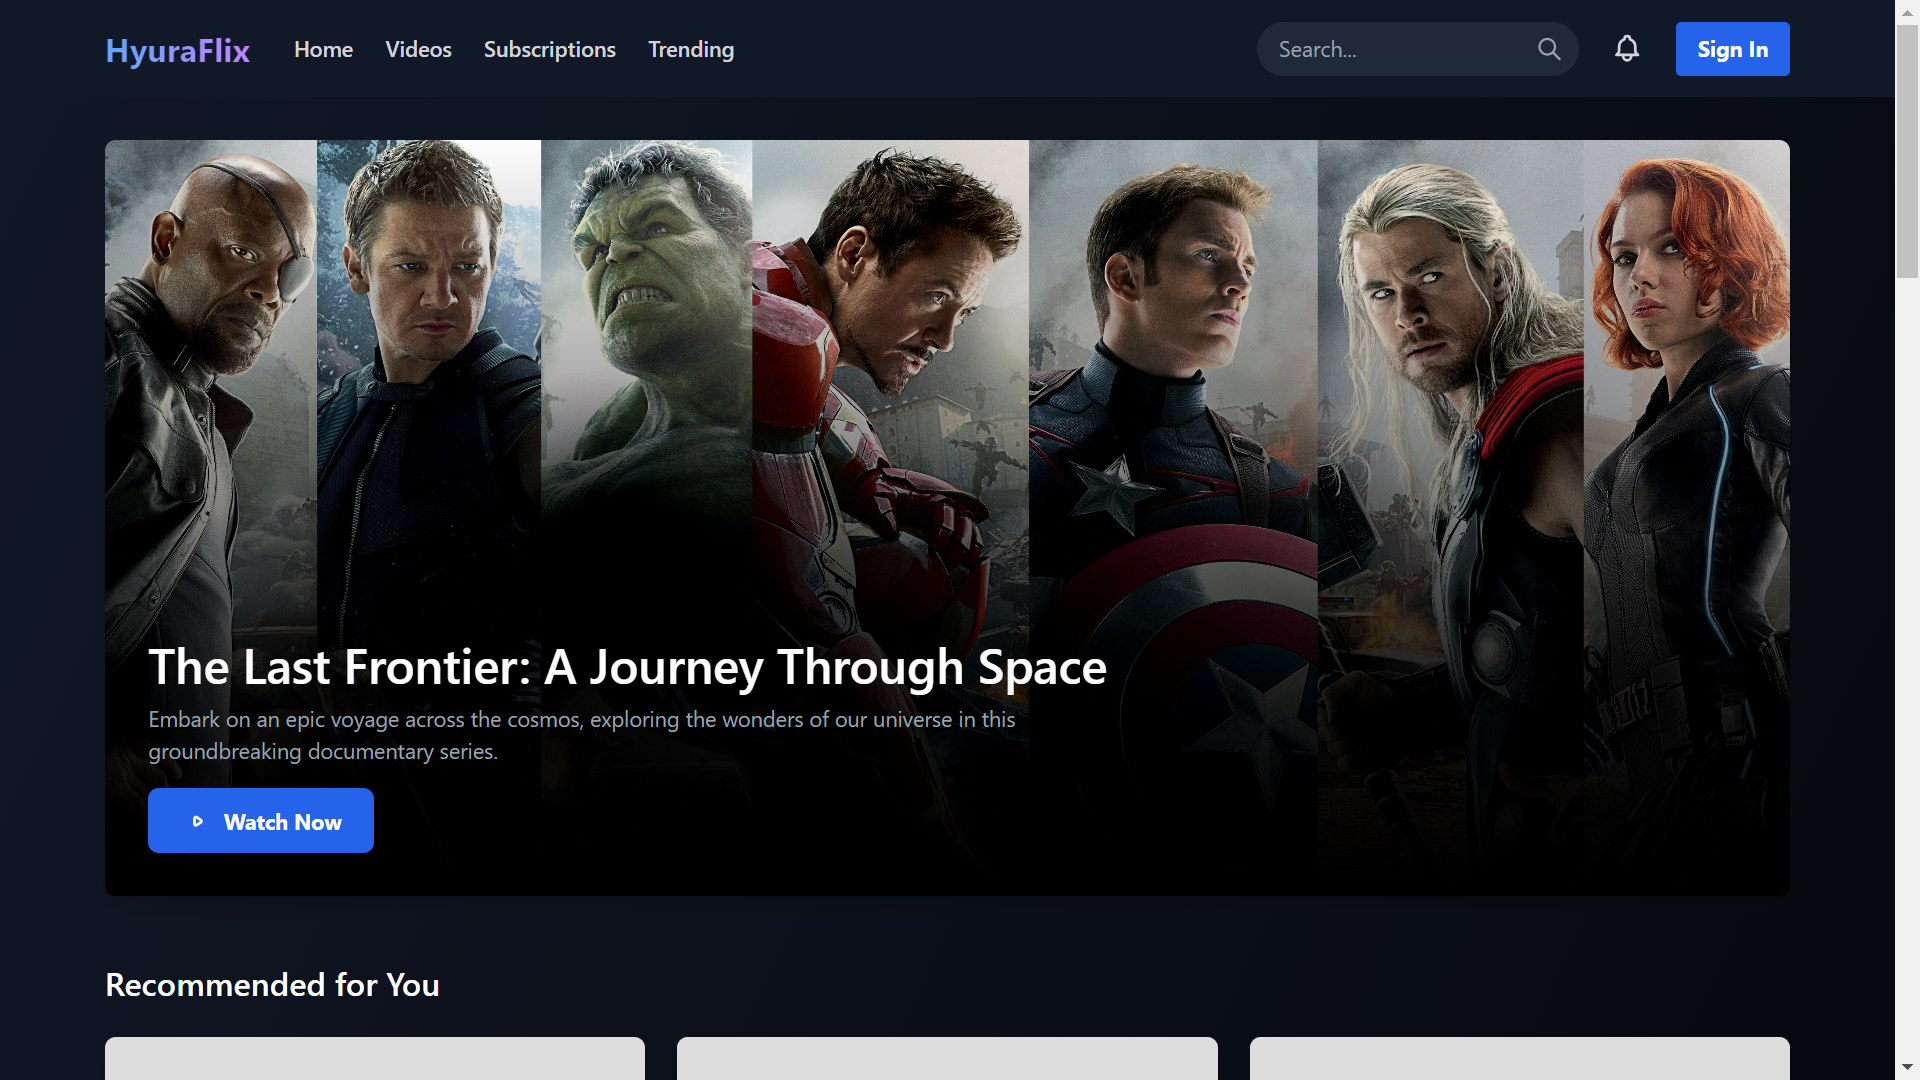 HyuraFlix
Home
Videos
Subscriptions
Trending
Search...
Sign In
The Last Frontier: A Journey Through Space
Embark on an epic voyage across the cosmos, exploring the wonders of our universe in this
groundbreaking documentary series.
Watch Now
Recommended for You